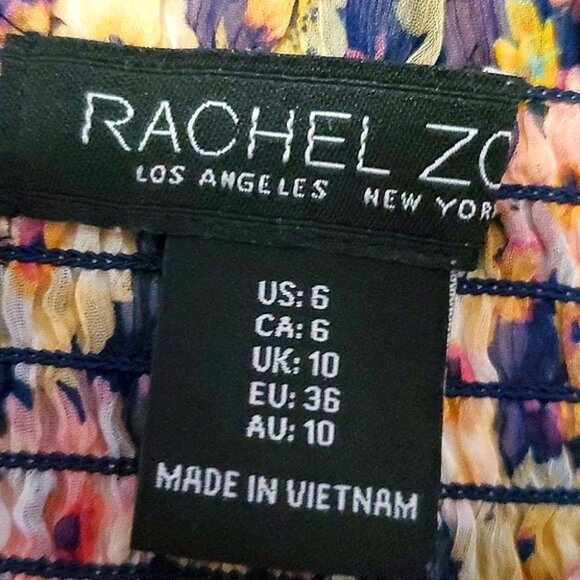 RACHEL ZO
LOS ANGELES NEW YOR
US: 6
CA: 6
UK: 10
EU: 36
AU: 10
MADE IN VIETNAM